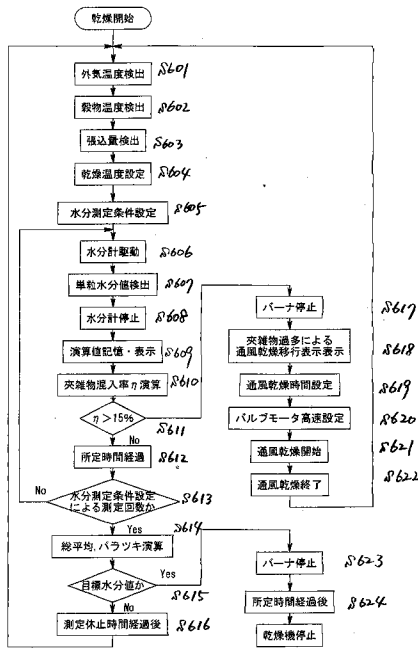 乾燥開始
外気温度検出 S601
穀物温度検出 S602
張込量検出 S603
乾燥温度設定 S604
水分測定条件設定 S605
水分計駆動 S606
単粒水分値検出 S607
水分計停止 S608
演算値記憶・表示 S609
夾雑物混入率η演算 S610
η>15% S611
No
所定時間経過 S612
No
水分測定条件設定
による測定回数か S613
Yes S614
総平均,バラツキ演算
Yes
目標水分値か S615
No
測定休止時間経過後 S616
バーナ停止 S617
夾雑物過多による
通風乾燥移行表示表示 S618
通風乾燥時間設定 S619
バルブモータ高速設定 S620
通風乾燥開始 S621
通風乾燥終了 S622
バーナ停止 S623
所定時間経過後 S624
乾燥機停止